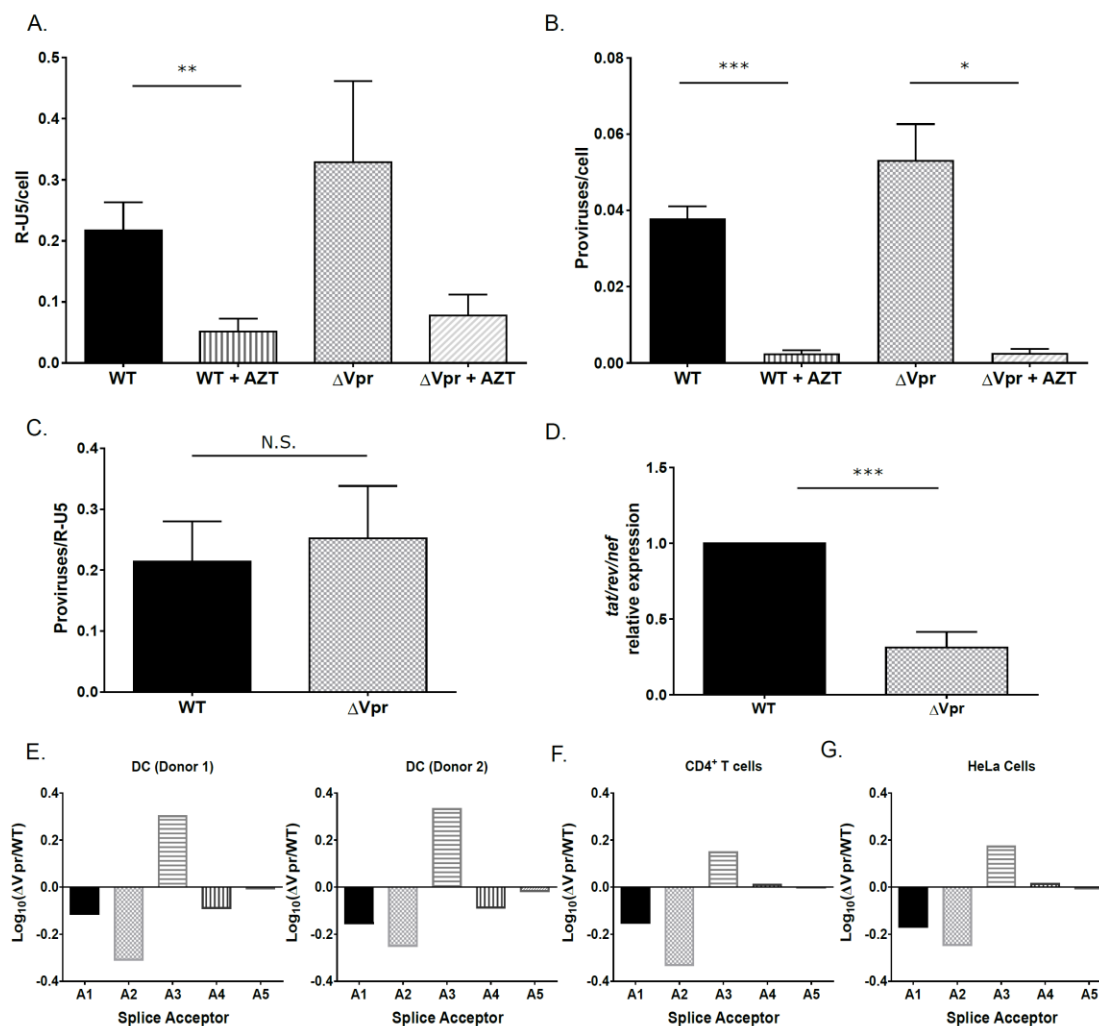 A.
R-U5/cell
0.5
0.4
0.3
0.2
0.1
0.0
**
WT
WT + AZT
ΔVpr
ΔVpr + AZT
B.
Proviruses/cell
0.08
0.06
0.04
0.02
0.00
***
*
WT
WT + AZT
ΔVpr
ΔVpr + AZT
C.
Proviruses/R-U5
0.4
0.3
0.2
0.1
0.0
N.S.
WT
ΔVpr
D.
tat/rev/nef
relative expression
1.5
1.0
0.5
0.0
***
WT
ΔVpr
E.
DC (Donor 1)
Log10(ΔVpr/WT)
0.4
0.2
0.0
-0.2
-0.4
A1 A2 A3 A4 A5
Splice Acceptor
DC (Donor 2)
Log10(ΔVpr/WT)
0.4
0.2
0.0
-0.2
-0.4
A1 A2 A3 A4 A5
Splice Acceptor
F.
CD4+ T cells
Log10(ΔVpr/WT)
0.4
0.2
0.0
-0.2
-0.4
A1 A2 A3 A4 A5
Splice Acceptor
G.
HeLa Cells
Log10(ΔVpr/WT)
0.4
0.2
0.0
-0.2
-0.4
A1 A2 A3 A4 A5
Splice Acceptor